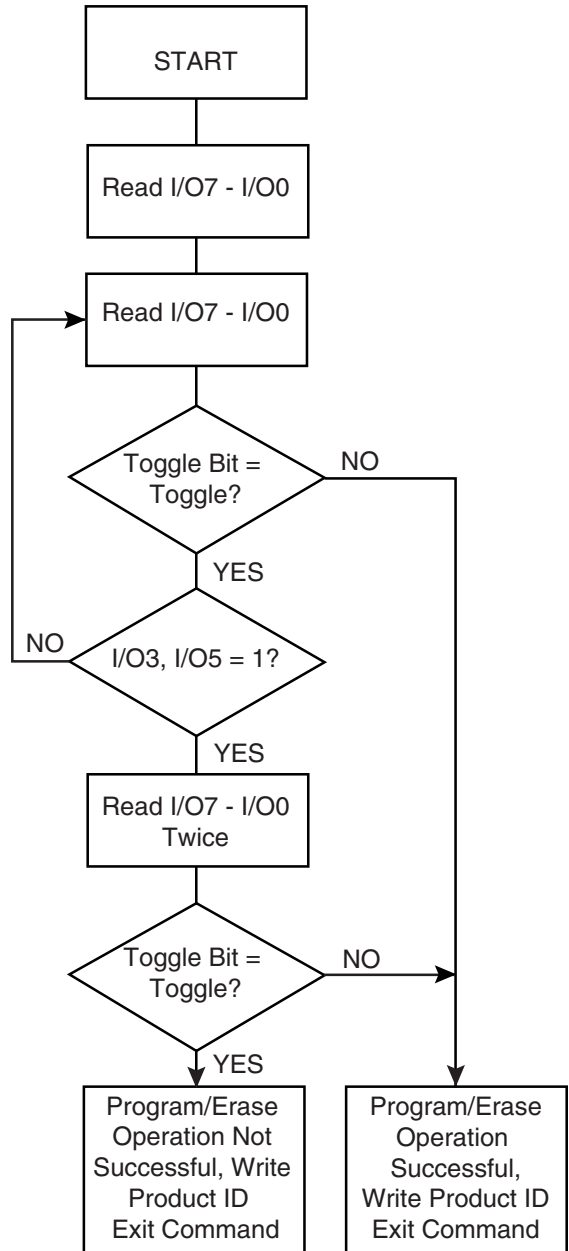 START
Read I/O7 - I/O0
Read I/O7 - I/O0
Toggle Bit =
Toggle?
NO
YES
NO
I/O3, I/O5 = 1?
YES
Read I/O7 - I/O0
Twice
Toggle Bit =
Toggle?
NO
YES
Program/Erase
Operation Not
Successful, Write
Product ID
Exit Command
Program/Erase
Operation
Successful,
Write Product ID
Exit Command